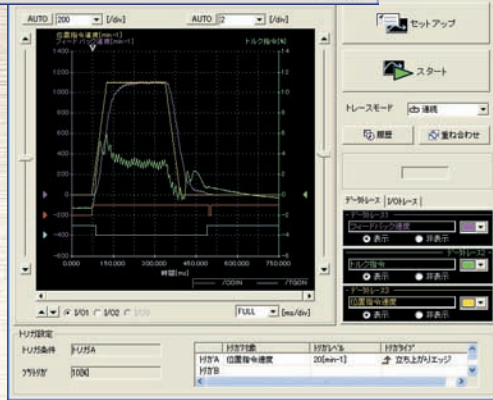 AUTO 200 [/div]
AUTO 2 [/div]
位置指令速度[min-1]
フィードバック速度[min-1]
トルク指令[%]
1400
1200
1000
800
600
400
200
0
-200
-400
-600
14
12
10
8
6
4
2
0
-2
-4
-6
0.000 150.000 300.000 450.000 600.000 750.000
時間[ms]
/COIN /TGON
I/O1 I/O2
FULL [ms/div]
セットアップ
スタート
トレースモード 連続
履歴 重ね合わせ
データトレース I/Oトレース
データトレース1
フィードバック速度
表示 非表示
データトレース2
トルク指令
表示 非表示
データトレース3
位置指令速度
表示 非表示
トリガ設定
トリガ条件 トリガA
プリトリガ
トリガ対象 トリガレベル トリガタイプ
トリガA 位置指令速度 20[min-1] 立ち上がりエッジ
トリガB